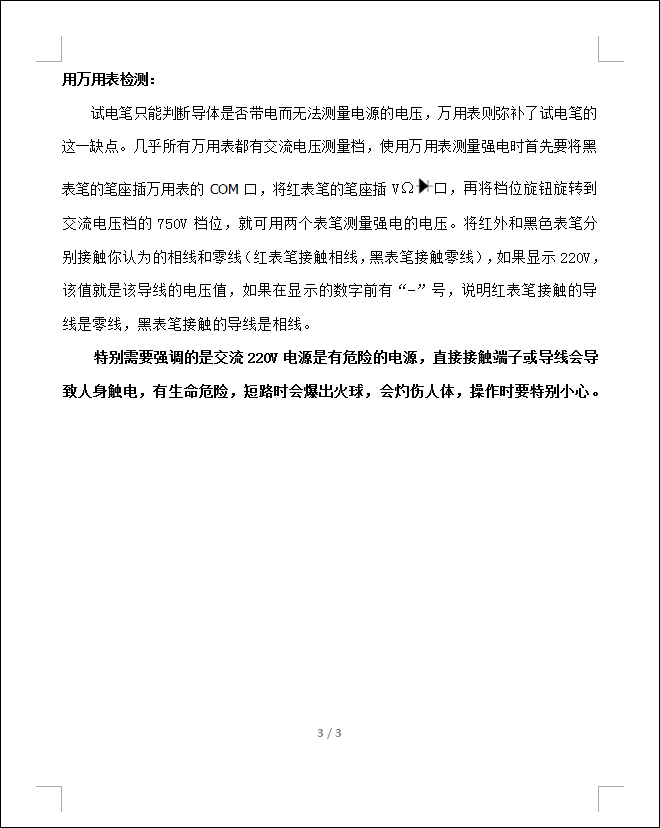 用万用表检测：
试电笔只能判断导体是否带电而无法测量电源的电压，万用表则弥补了试电笔的
这一缺点。几乎所有万用表都有交流电压测量档，使用万用表测量强电时首先要将黑
表笔的笔座插万用表的 COM 口，将红表笔的笔座插 VΩ口，再将档位旋钮旋转到
交流电压档的 750V 档位，就可用两个表笔测量强电的电压。将红外和黑色表笔分
别接触你认为的相线和零线（红表笔接触相线，黑表笔接触零线），如果显示 220V，
该值就是该导线的电压值，如果在显示的数字前有“-”号，说明红表笔接触的导
线是零线，黑表笔接触的导线是相线。
特别需要强调的是交流 220V 电源是有危险的电源，直接接触端子或导线会导
致人身触电，有生命危险，短路时会爆出火球，会灼伤人体，操作时要特别小心。
3 / 3